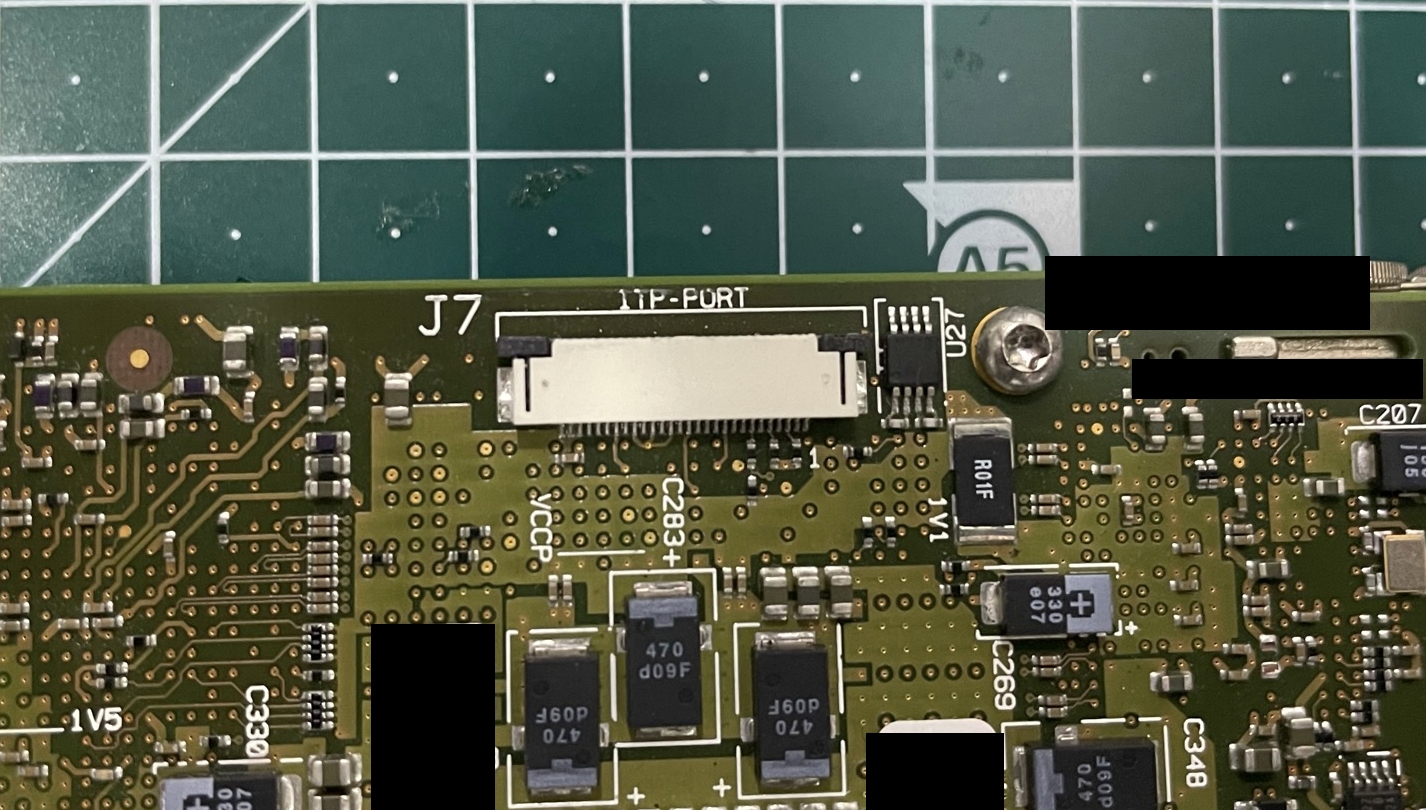 A5
J7
ITP-PORT
U27
C207
R01F
1
1V1
VCCP
C283+
330
e07
+
+
C269
470
d09F
470
d09F
470
d09F
1V5
C330
+
+
+
C348
470
d09F